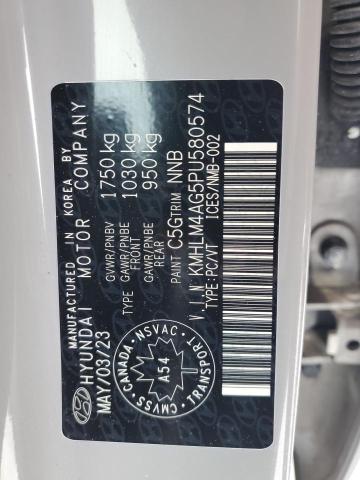 MANUFACTURED IN KOREA BY
HYUNDAI MOTOR COMPANY
MAY/03/23
GVWR/PNBV 1750 kg
TYPE FRONT
GAWR/PNBE 1030 kg
GAWR/PNBE 950 kg
REAR
PAINT C5G TRIM NNB
V.I.N: KMHLM4AG5PU580574
TYPE:PC/VT ICES/NMB-002
CANADA
NSVAC
TRANSPORT
CMVSS
A54